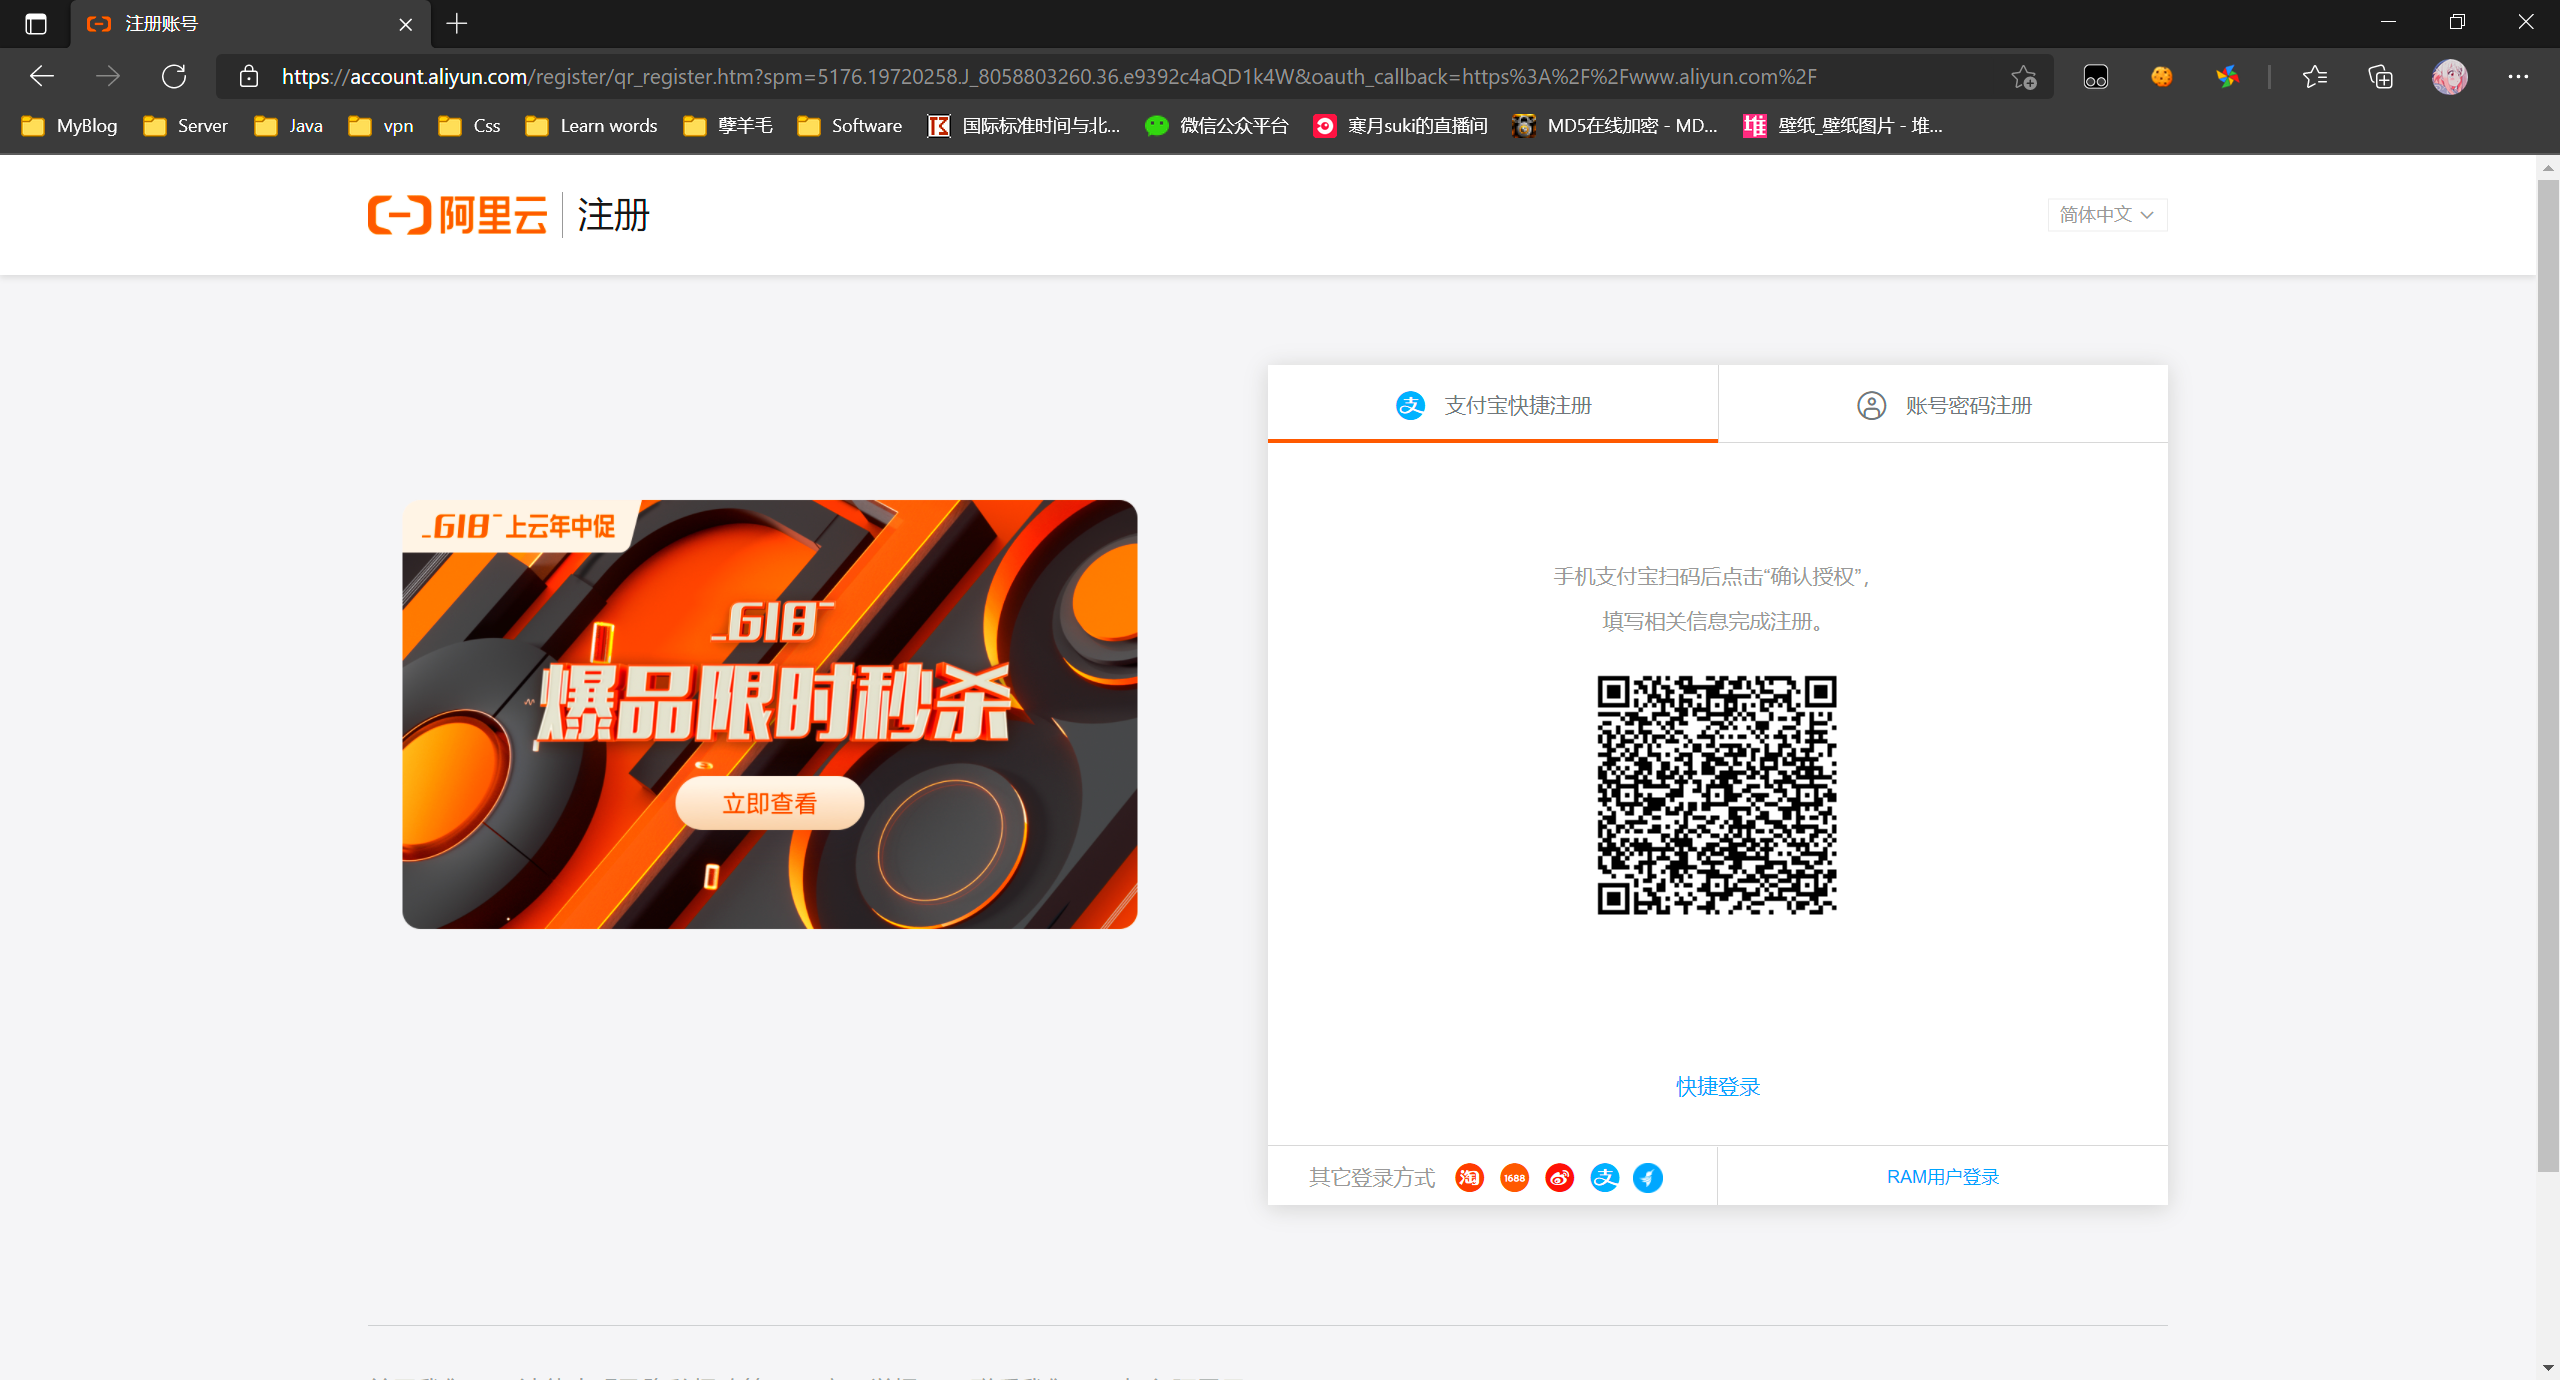 注册账号
https://account.aliyun.com/register/qr_register.htm?spm=5176.19720258.J_8058803260.36.e9392c4aQD1k4W&oauth_callback=https%3A%2F%2Fwww.aliyun.com%2F
MyBlog Server Java vpn Css Learn words 孽羊毛 Software 国际标准时间与北... 微信公众平台 寒月suki的直播间 MD5在线加密 - MD... 壁纸_壁纸图片 - 堆...
阿里云 注册
简体中文
支付宝快捷注册 账号密码注册
618 上云年中促
618
爆品限时秒杀
立即查看
手机支付宝扫码后点击“确认授权”，
填写相关信息完成注册。
快捷登录
其它登录方式 淘 1688 支 RAM用户登录